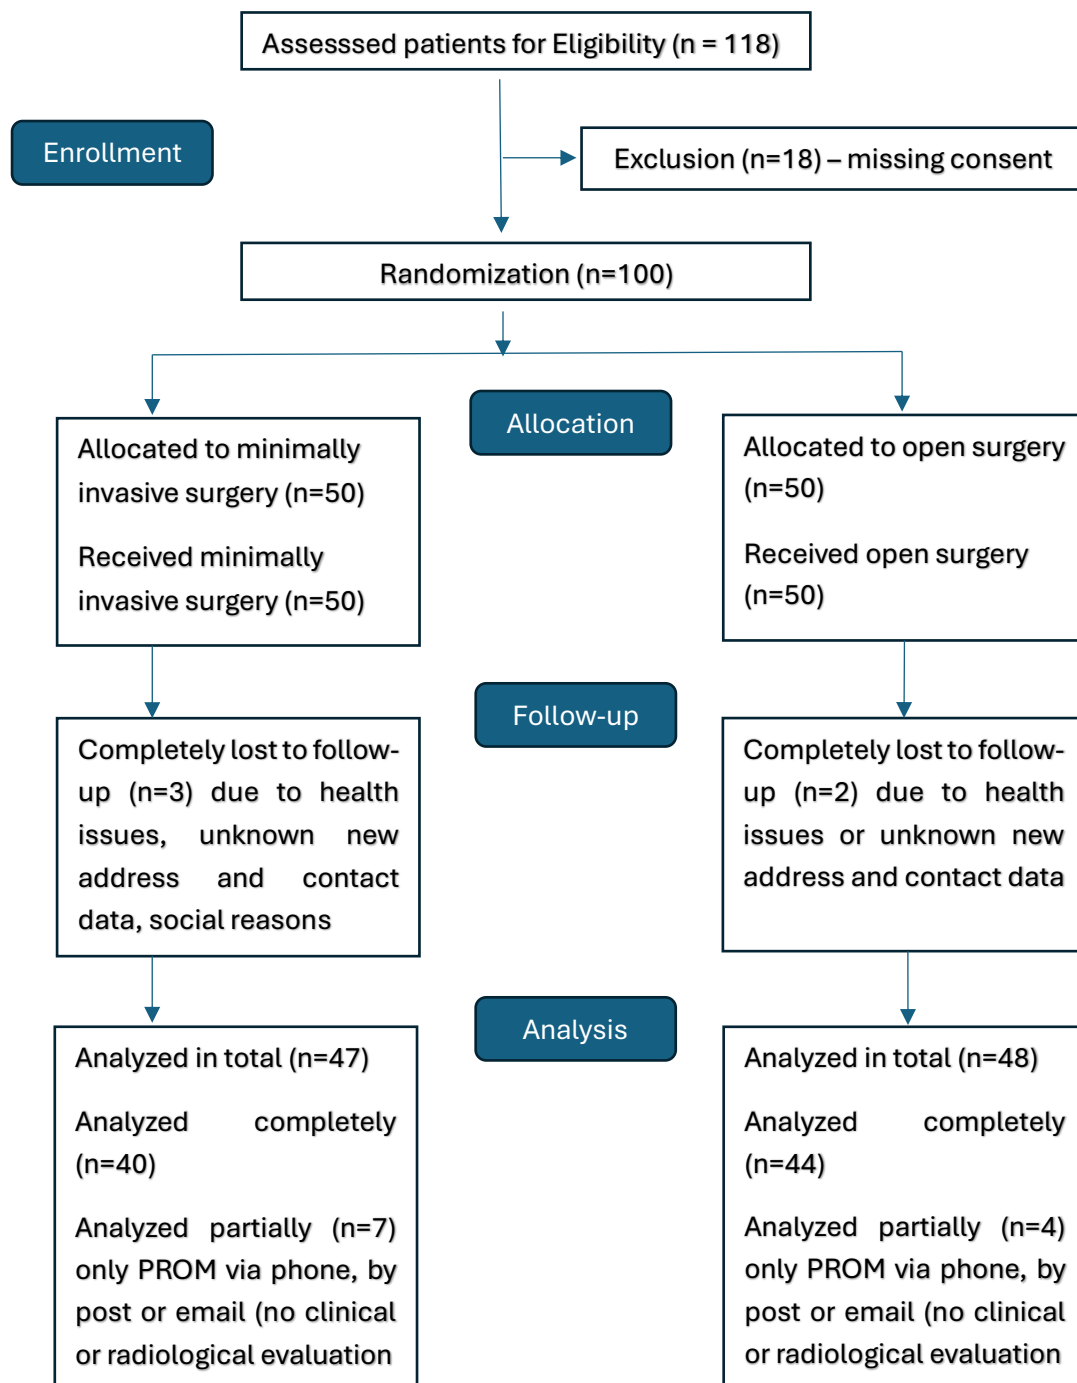 Assesssed patients for Eligibility (n = 118)
Enrollment
Exclusion (n=18) – missing consent
Randomization (n=100)
Allocation
Allocated to minimally
invasive surgery (n=50)
Received minimally
invasive surgery (n=50)
Allocated to open surgery
(n=50)
Received open surgery
(n=50)
Follow-up
Completely lost to follow-
up (n=3) due to health
issues, unknown new
address and contact
data, social reasons
Completely lost to follow-
up (n=2) due to health
issues or unknown new
address and contact data
Analysis
Analyzed in total (n=47)
Analyzed completely
(n=40)
Analyzed partially (n=7)
only PROM via phone, by
post or email (no clinical
or radiological evaluation
Analyzed in total (n=48)
Analyzed completely
(n=44)
Analyzed partially (n=4)
only PROM via phone, by
post or email (no clinical
or radiological evaluation